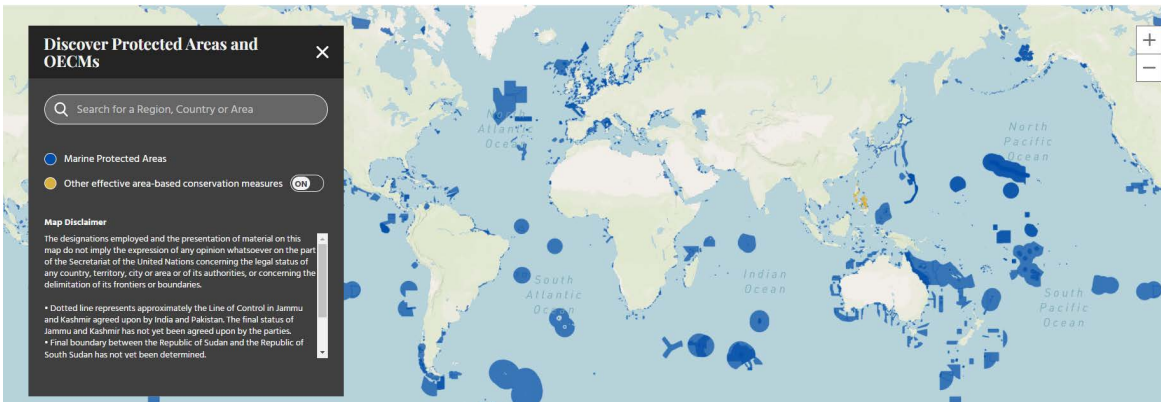 Discover Protected Areas and
OECMs
Search for a Region, Country or Area
Marine Protected Areas
Other effective area-based conservation measures ON
Map Disclaimer
The designations employed and the presentation of material on this
map do not imply the expression of any opinion whatsoever on the part
of the Secretariat of the United Nations concerning the legal status of
any country, territory, city or area or of its authorities, or concerning the
delimitation of its frontiers or boundaries.
• Dotted line represents approximately the Line of Control in Jammu
and Kashmir agreed upon by India and Pakistan. The final status of
Jammu and Kashmir has not yet been agreed upon by the parties.
• Final boundary between the Republic of Sudan and the Republic of
South Sudan has not yet been determined.
North
Atlantic
Ocean
South
Atlantic
Ocean
Indian
Ocean
North
Pacific
Ocean
South
Pacific
Ocean